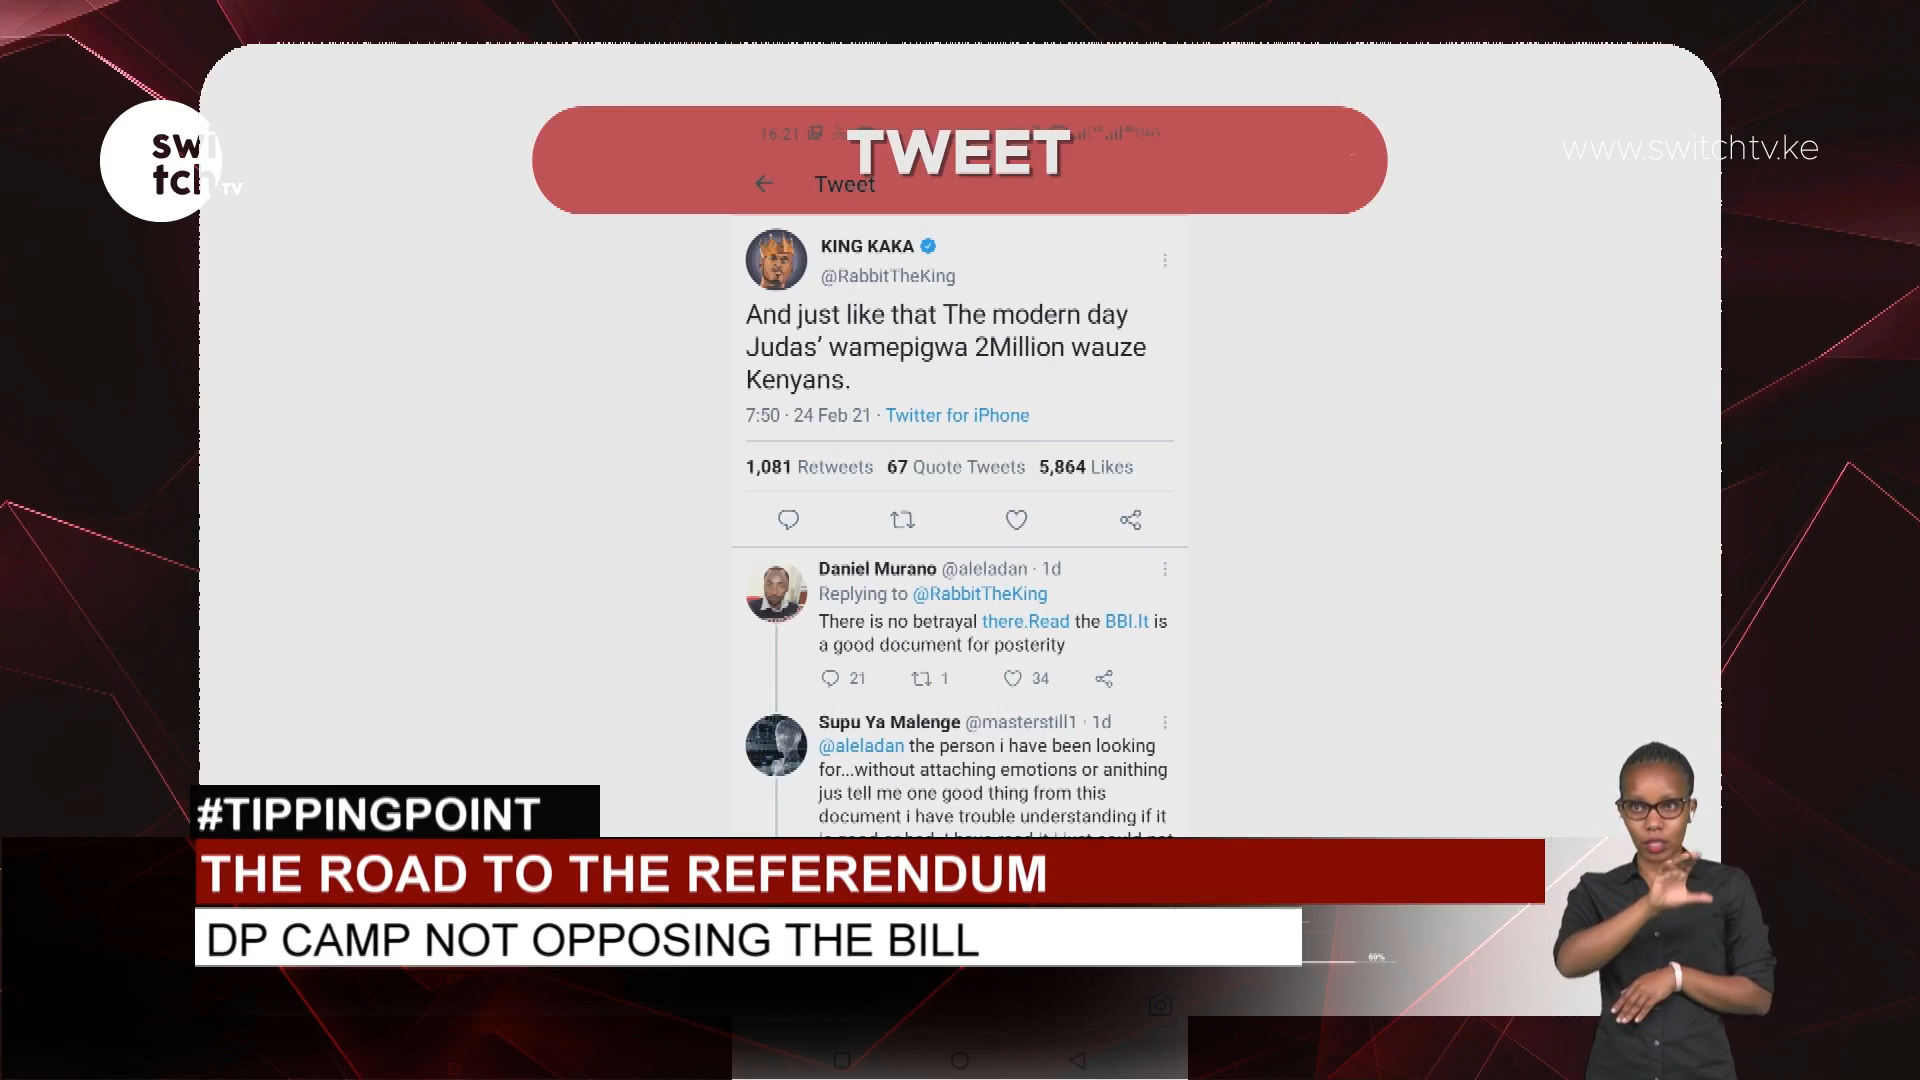 switch TV
TWEET
www.switchtv.ke
16.21
Tweet
KING KAKA
@RabbitTheKing
And just like that The modern day
Judas’ wamepigwa 2Million wauze
Kenyans.
7:50 · 24 Feb 21 · Twitter for iPhone
1,081 Retweets 67 Quote Tweets 5,864 Likes
Daniel Murano @aleladan · 1d
Replying to @RabbitTheKing
There is no betrayal there.Read the BBI.It is
a good document for posterity
21 1 34
Supu Ya Malenge @masterstill1 · 1d
@aleladan the person i have been looking
for...without attaching emotions or anithing
jus tell me one good thing from this
document i have trouble understanding if it
#TIPPINGPOINT
THE ROAD TO THE REFERENDUM
DP CAMP NOT OPPOSING THE BILL
69%